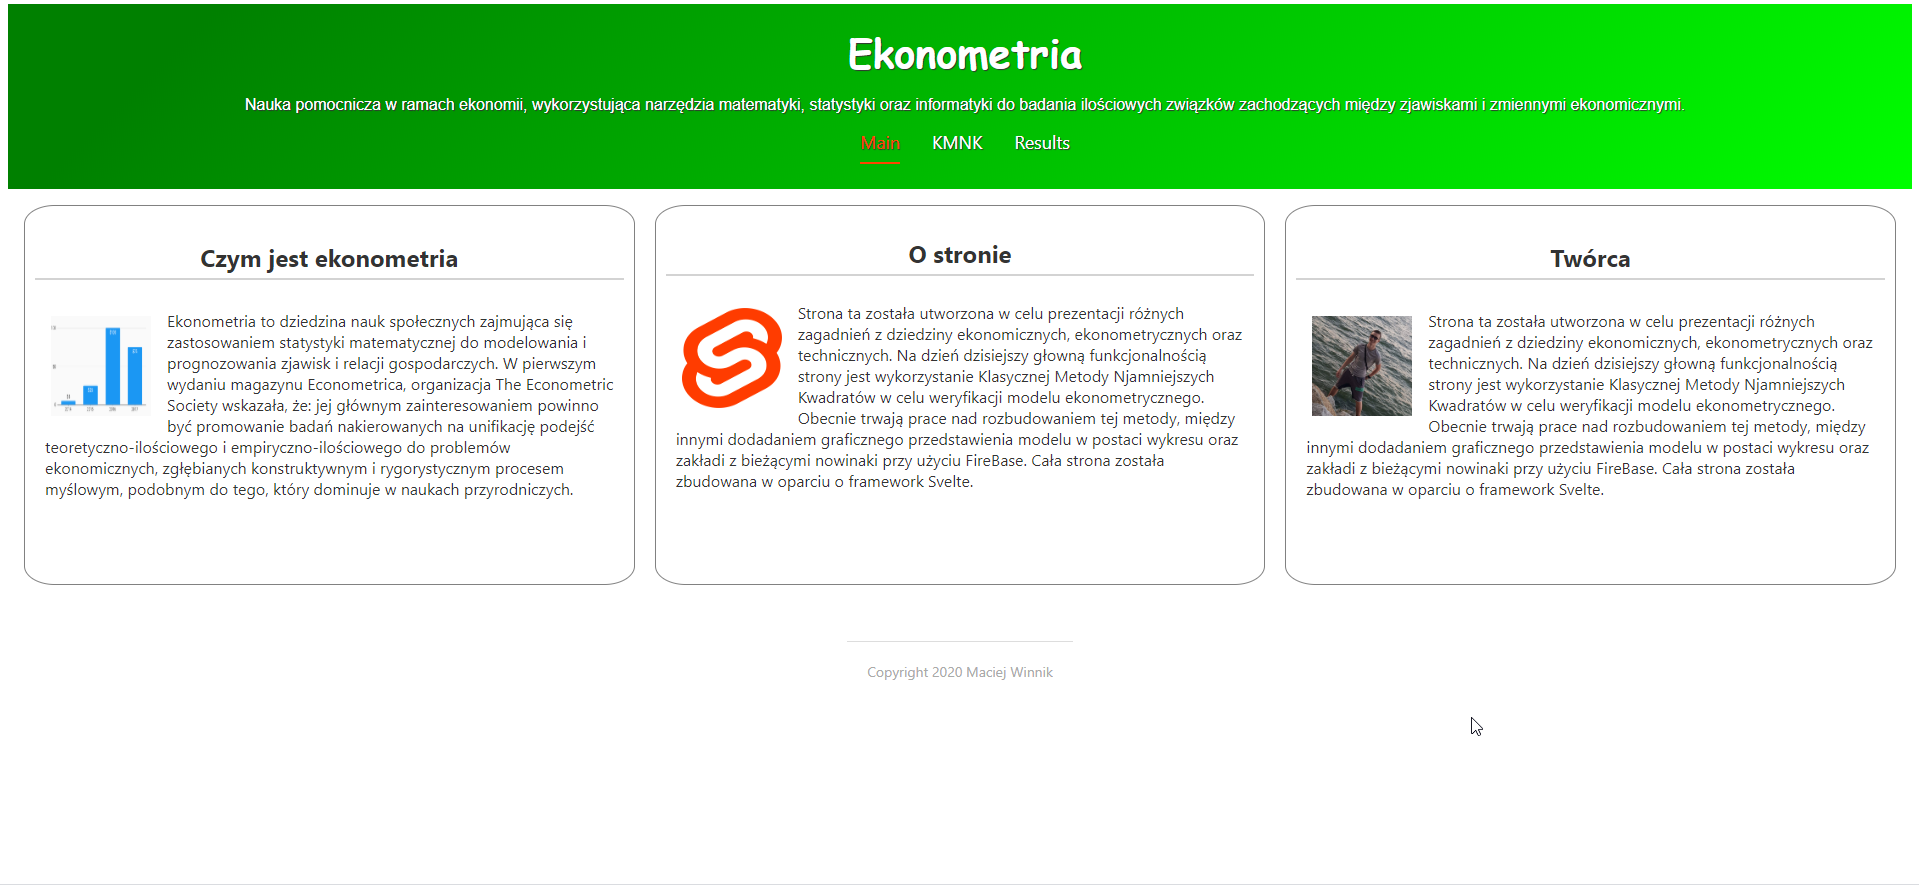 Ekonometria
Nauka pomocnicza w ramach ekonomii, wykorzystująca narzędzia matematyki, statystyki oraz informatyki do badania ilościowych związków zachodzących między zjawiskami i zmiennymi ekonomicznymi.
Main KMNK Results
Czym jest ekonometria
Ekonometria to dziedzina nauk społecznych zajmująca się
zastosowaniem statystyki matematycznej do modelowania i
prognozowania zjawisk i relacji gospodarczych. W pierwszym
wydaniu magazynu Econometrica, organizacja The Econometric
Society wskazała, że: jej głównym zainteresowaniem powinno
być promowanie badań nakierowanych na unifikację podejść
teoretyczno-ilościowego i empiryczno-ilościowego do problemów
ekonomicznych, zgłębianych konstruktywnym i rygorystycznym procesem
myślowym, podobnym do tego, który dominuje w naukach przyrodniczych.
O stronie
Strona ta została utworzona w celu prezentacji różnych
zagadnień z dziedziny ekonomicznych, ekonometrycznych oraz
technicznych. Na dzień dzisiejszy głowną funkcjonalnością
strony jest wykorzystanie Klasycznej Metody Njamniejszych
Kwadratów w celu weryfikacji modelu ekonometrycznego.
Obecnie trwają prace nad rozbudowaniem tej metody, między
innymi dodadaniem graficznego przedstawienia modelu w postaci wykresu oraz
zakładi z bieżącymi nowinaki przy użyciu FireBase. Cała strona została
zbudowana w oparciu o framework Svelte.
Twórca
Strona ta została utworzona w celu prezentacji różnych
zagadnień z dziedziny ekonomicznych, ekonometrycznych oraz
technicznych. Na dzień dzisiejszy głowną funkcjonalnością
strony jest wykorzystanie Klasycznej Metody Njamniejszych
Kwadratów w celu weryfikacji modelu ekonometrycznego.
Obecnie trwają prace nad rozbudowaniem tej metody, między
innymi dodadaniem graficznego przedstawienia modelu w postaci wykresu oraz
zakładi z bieżącymi nowinaki przy użyciu FireBase. Cała strona została
zbudowana w oparciu o framework Svelte.
Copyright 2020 Maciej Winnik